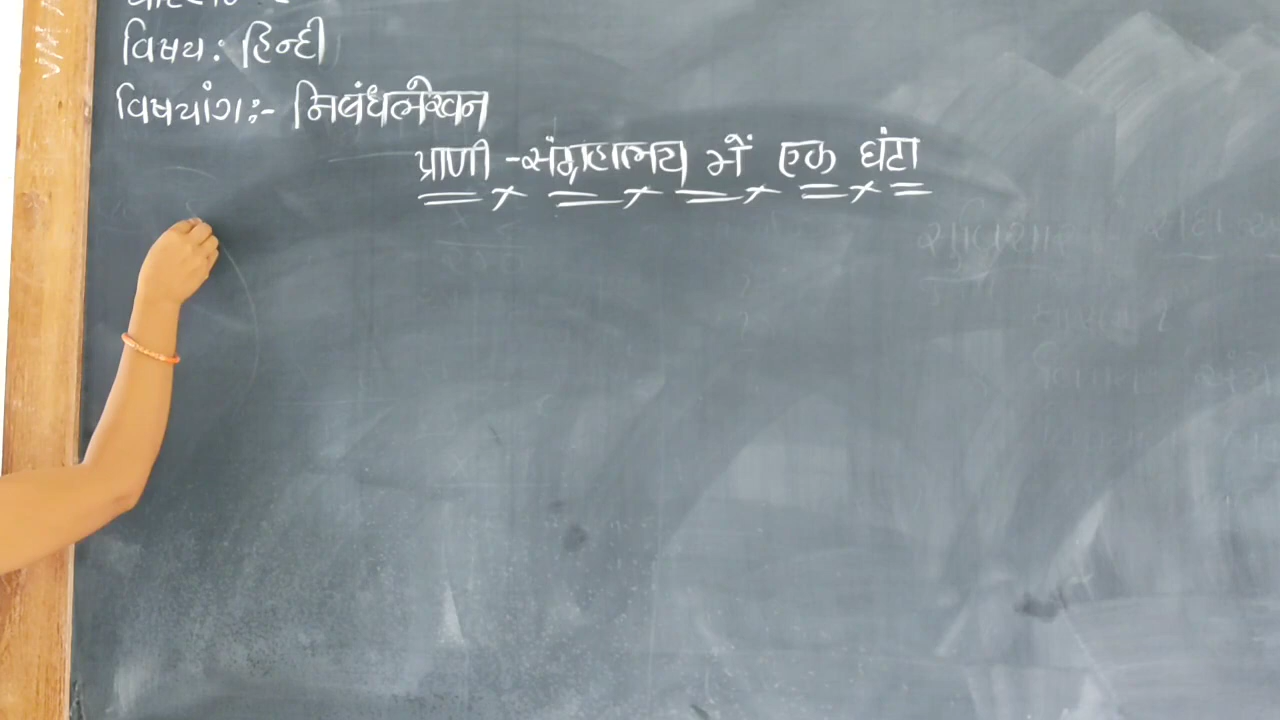 विषय : हिन्दी
विषयांग :- निबंधलेखन
प्राणी -संग्रहालय में एक घंटा